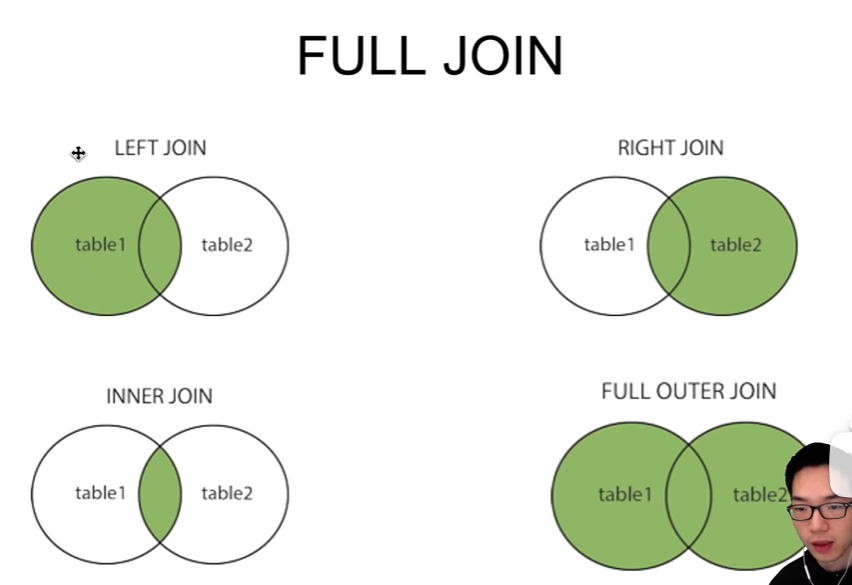 FULL JOIN
LEFT JOIN
RIGHT JOIN
table1
table2
table1
table2
INNER JOIN
FULL OUTER JOIN
table1
table2
table1
table2